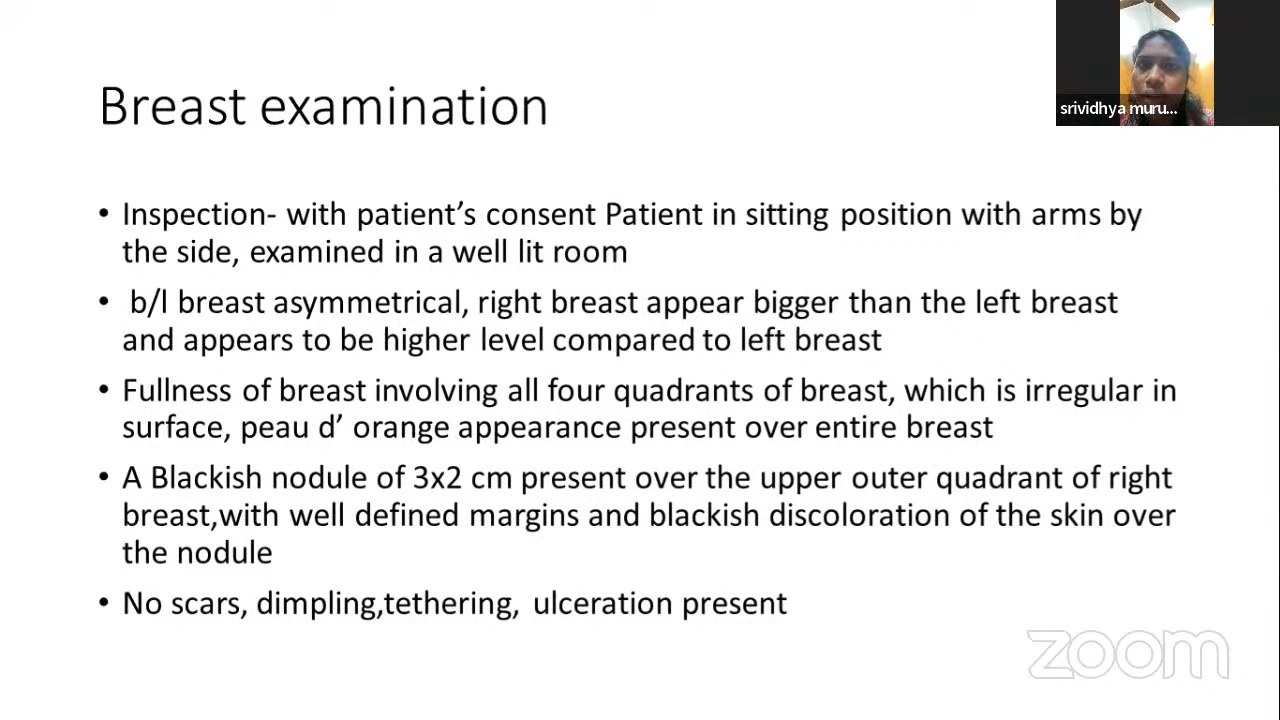 srividhya muru...
Breast examination
• Inspection- with patient’s consent Patient in sitting position with arms by
the side, examined in a well lit room
• b/l breast asymmetrical, right breast appear bigger than the left breast
and appears to be higher level compared to left breast
• Fullness of breast involving all four quadrants of breast, which is irregular in
surface, peau d’ orange appearance present over entire breast
• A Blackish nodule of 3x2 cm present over the upper outer quadrant of right
breast,with well defined margins and blackish discoloration of the skin over
the nodule
• No scars, dimpling,tethering, ulceration present
zoom